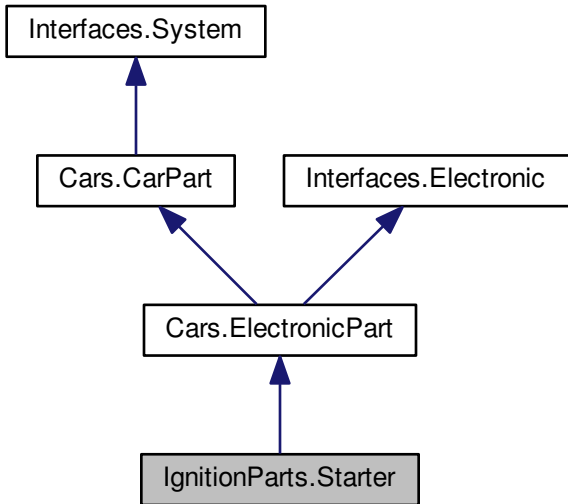 Interfaces.System
Cars.CarPart
Interfaces.Electronic
Cars.ElectronicPart
IgnitionParts.Starter